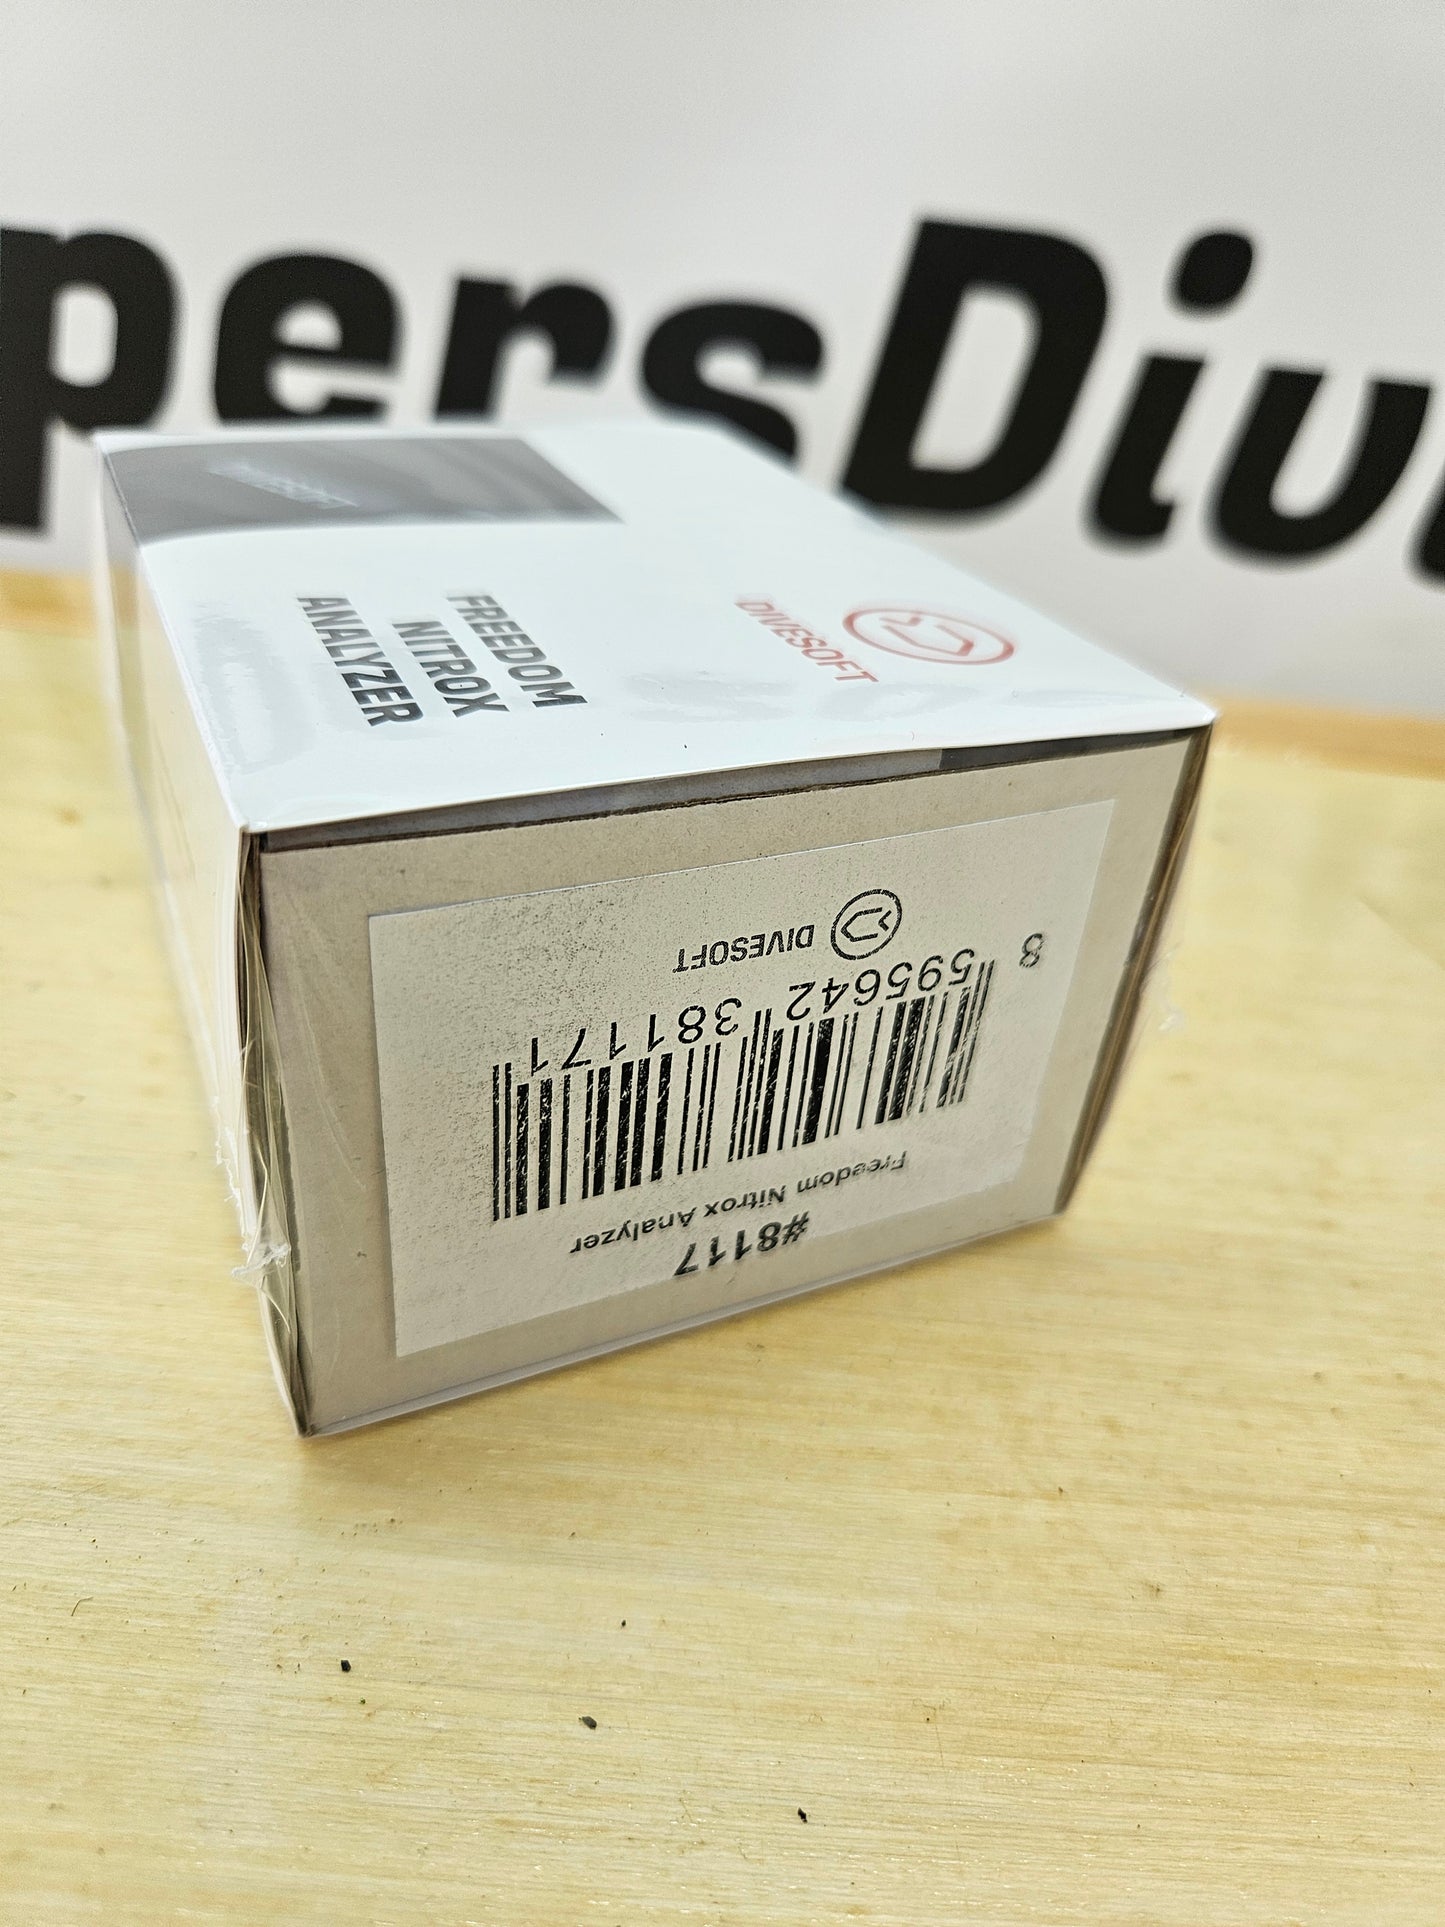 persDiv
FREEDOM
NITROX
ANALYZER
DIVESOFT
#8117
Freedom Nitrox Analyzer
8 595642 381171
DIVESOFT